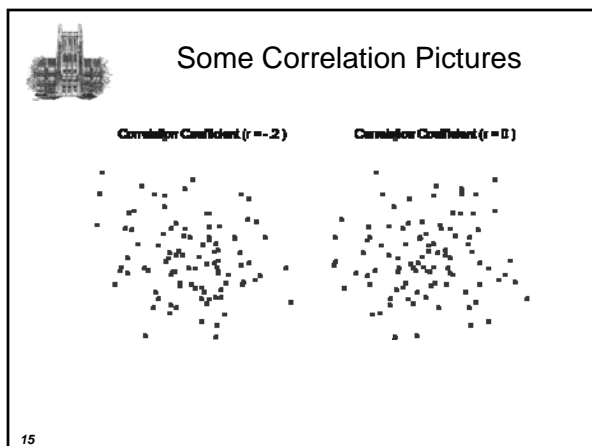 Some Correlation Pictures
Correlation Coefficient (r = -.2 )
Correlation Coefficient (r = 0 )
15